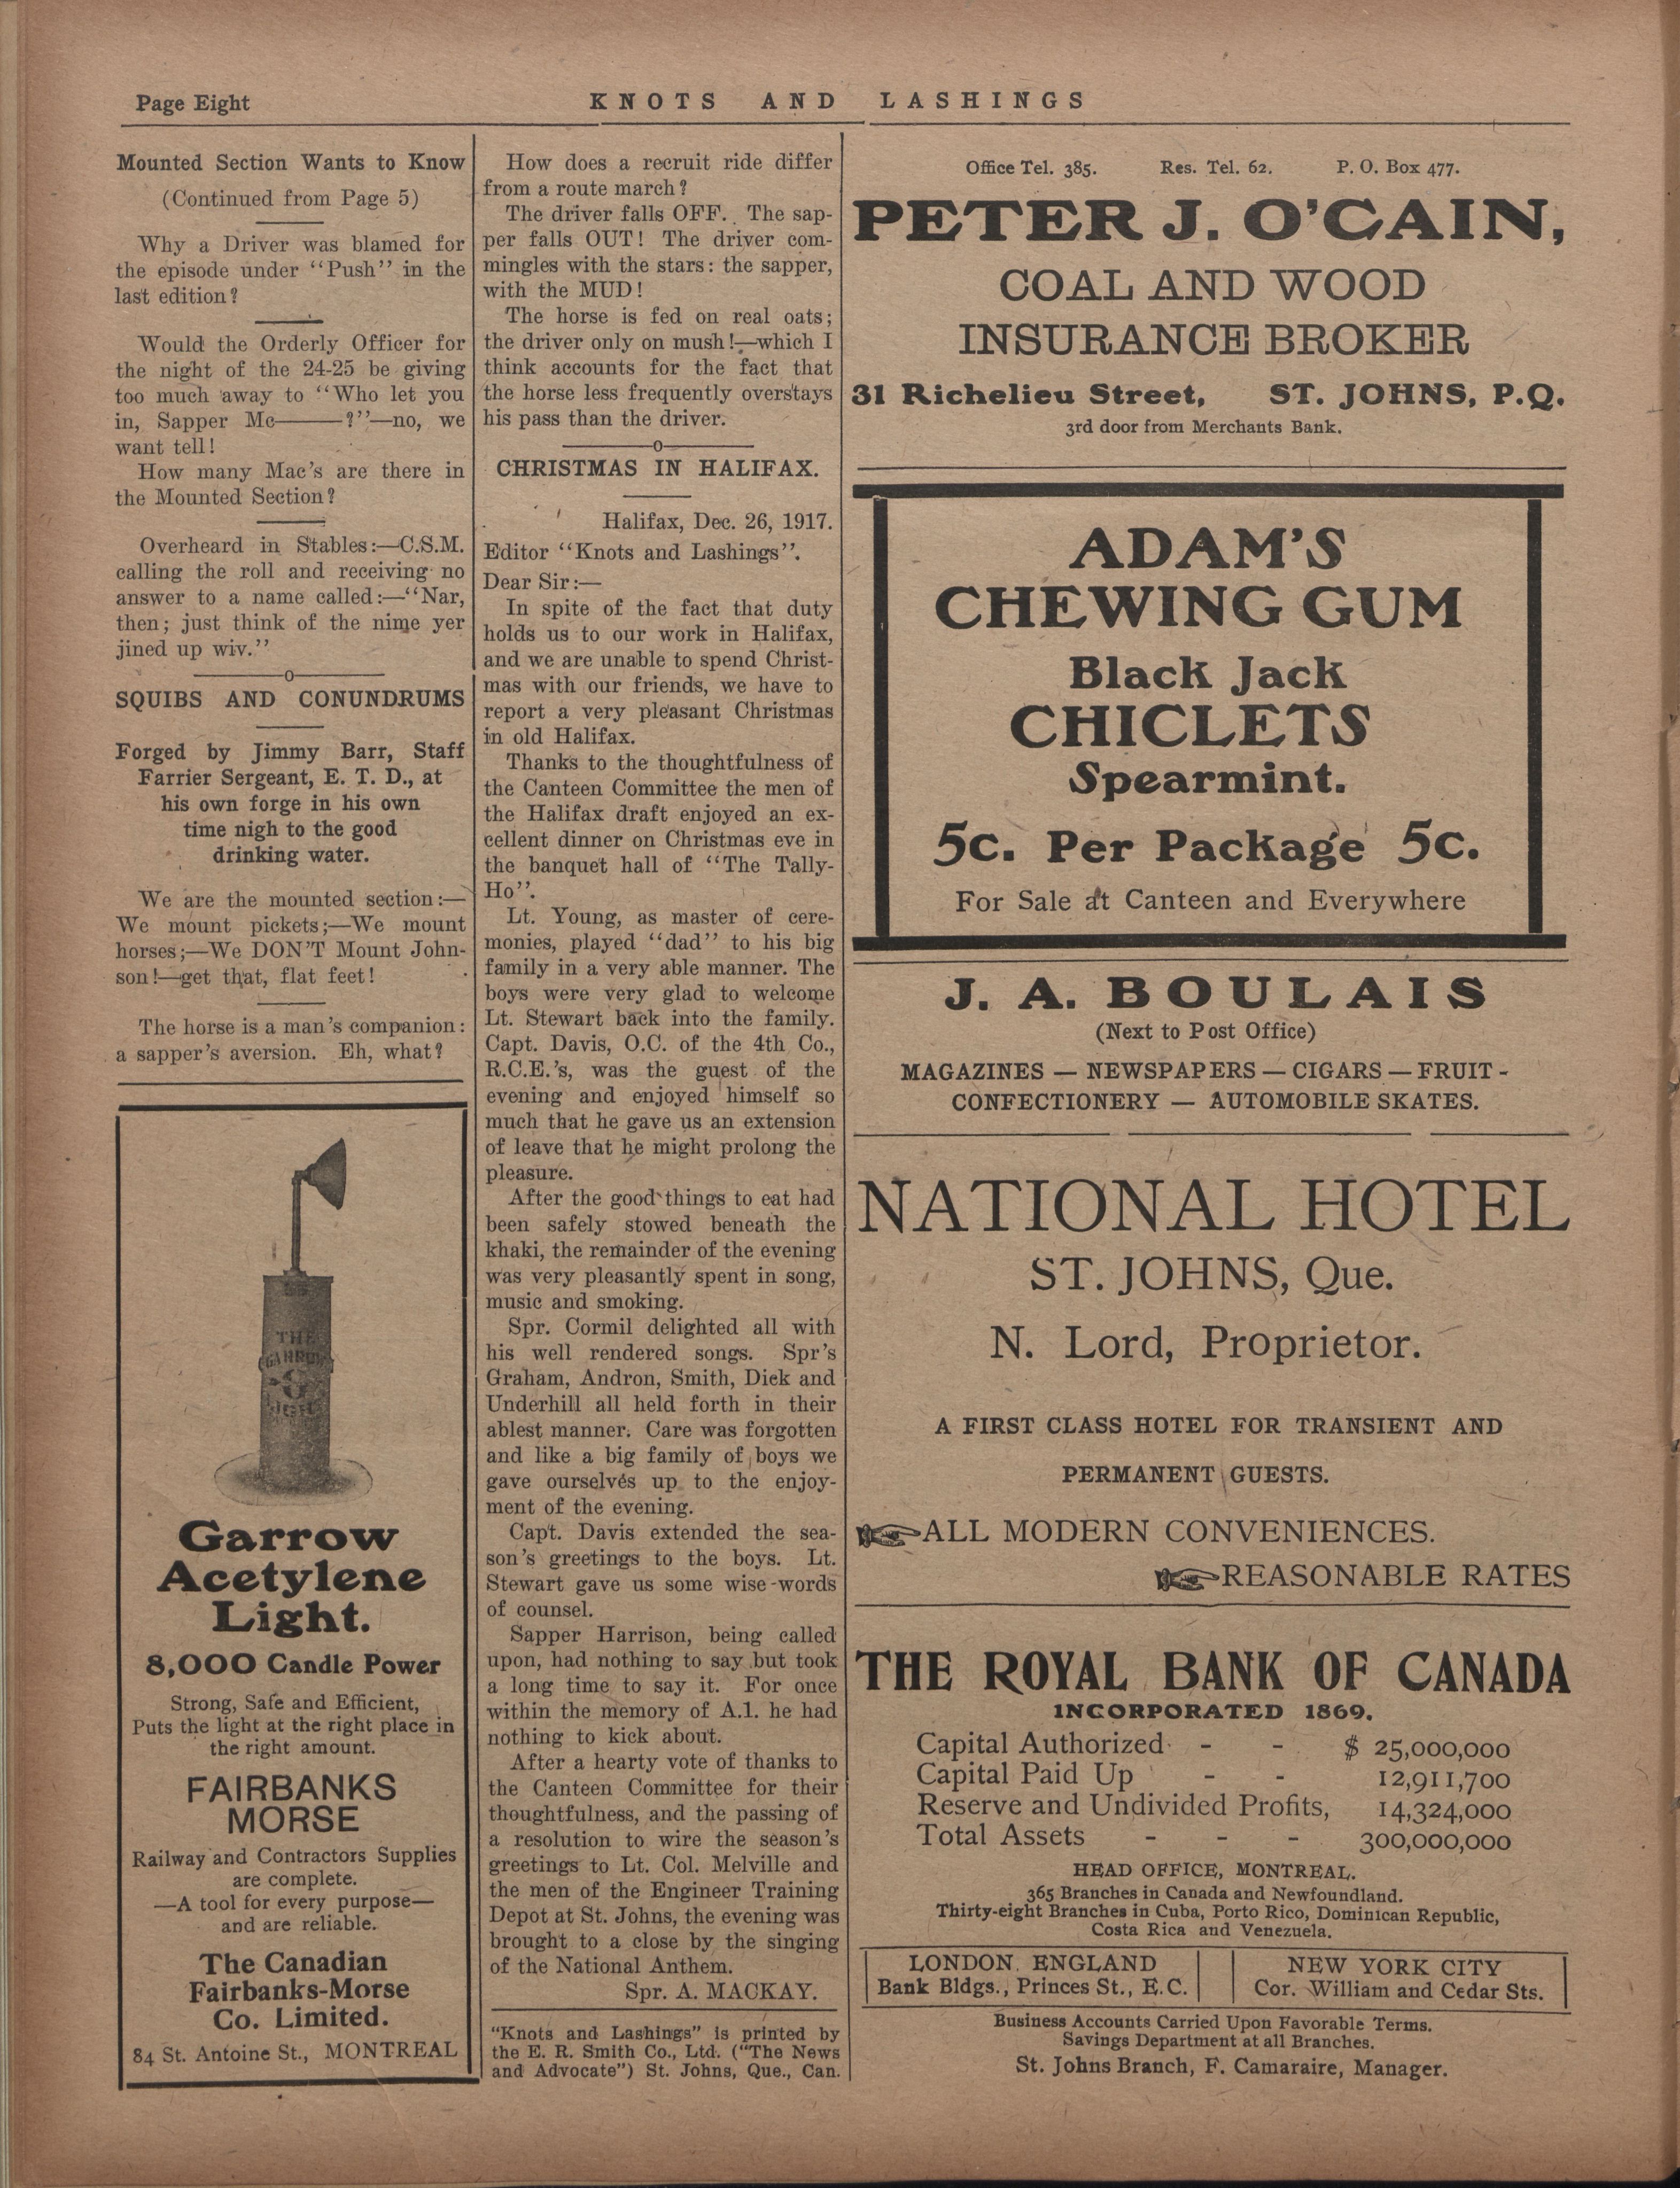 Page Eight
KNOTS AND LASHINGS
Mounted Section Wants to Know
(Continued from Page 5)
Why a Driver was blamed for
the episode under "Push" in the
last edition?
Would the Orderly Officer for
the night of the 24-25 be giving
too much away to "Who let you
in, Sapper Mc———?"—no, we
want tell!
How many Mac's are there in
the Mounted Section?
Overheard in Stables:—C.S.M.
calling the roll and receiving no
answer to a name called:—"Nar,
then; just think of the nime yer
jined up wiv."
SQUIBS AND CONUNDRUMS
Forged by Jimmy Barr, Staff
Farrier Sergeant, E. T. D., at
his own forge in his own
time nigh to the good
drinking water.
We are the mounted section:—
We mount pickets;—We mount
horses;—We DON'T Mount John-
son!—get that, flat feet!
The horse is a man's companion:
a sapper's aversion. Eh, what?
THE
GARROW
LIGHT
Garrow
Acetylene
Light.
8,000 Candle Power
Strong, Safe and Efficient,
Puts the light at the right place in
the right amount.
FAIRBANKS
MORSE
Railway and Contractors Supplies
are complete.
—A tool for every purpose—
and are reliable.
The Canadian
Fairbanks-Morse
Co. Limited.
84 St. Antoine St., MONTREAL
How does a recruit ride differ
from a route march?
The driver falls OFF. The sap-
per falls OUT! The driver com-
mingles with the stars: the sapper,
with the MUD!
The horse is fed on real oats;
the driver only on mush!—which I
think accounts for the fact that
the horse less frequently overstays
his pass than the driver.
CHRISTMAS IN HALIFAX.
Halifax, Dec. 26, 1917.
Editor "Knots and Lashings".
Dear Sir:—
In spite of the fact that duty
holds us to our work in Halifax,
and we are unable to spend Christ-
mas with our friends, we have to
report a very pleasant Christmas
in old Halifax.
Thanks to the thoughtfulness of
the Canteen Committee the men of
the Halifax draft enjoyed an ex-
cellent dinner on Christmas eve in
the banquet hall of "The Tally-
Ho".
Lt. Young, as master of cere-
monies, played "dad" to his big
family in a very able manner. The
boys were very glad to welcome
Lt. Stewart back into the family.
Capt. Davis, O.C. of the 4th Co.,
R.C.E.'s, was the guest of the
evening and enjoyed himself so
much that he gave us an extension
of leave that he might prolong the
pleasure.
After the good things to eat had
been safely stowed beneath the
khaki, the remainder of the evening
was very pleasantly spent in song,
music and smoking.
Spr. Cormil delighted all with
his well rendered songs. Spr's
Graham, Andron, Smith, Dick and
Underhill all held forth in their
ablest manner. Care was forgotten
and like a big family of boys we
gave ourselves up to the enjoy-
ment of the evening.
Capt. Davis extended the sea-
son's greetings to the boys. Lt.
Stewart gave us some wise words
of counsel.
Sapper Harrison, being called
upon, had nothing to say but took
a long time to say it. For once
within the memory of A.1. he had
nothing to kick about.
After a hearty vote of thanks to
the Canteen Committee for their
thoughtfulness, and the passing of
a resolution to wire the season's
greetings to Lt. Col. Melville and
the men of the Engineer Training
Depot at St. Johns, the evening was
brought to a close by the singing
of the National Anthem.
Spr. A. MACKAY.
"Knots and Lashings" is printed by
the E. R. Smith Co., Ltd. ("The News
and Advocate") St. Johns, Que., Can.
Office Tel. 385. Res. Tel. 62. P. O. Box 477.
PETER J. O'CAIN,
COAL AND WOOD
INSURANCE BROKER
31 Richelieu Street, ST. JOHNS, P.Q.
3rd door from Merchants Bank.
ADAM'S
CHEWING GUM
Black Jack
CHICLETS
Spearmint.
5c. Per Package 5c.
For Sale at Canteen and Everywhere
J. A. BOULAIS
(Next to Post Office)
MAGAZINES — NEWSPAPERS — CIGARS — FRUIT -
CONFECTIONERY — AUTOMOBILE SKATES.
NATIONAL HOTEL
ST. JOHNS, Que.
N. Lord, Proprietor.
A FIRST CLASS HOTEL FOR TRANSIENT AND
PERMANENT GUESTS.
ALL MODERN CONVENIENCES.
REASONABLE RATES
THE ROYAL BANK OF CANADA
INCORPORATED 1869.
Capital Authorized - - $ 25,000,000
Capital Paid Up - - 12,911,700
Reserve and Undivided Profits, 14,324,000
Total Assets - - - 300,000,000
HEAD OFFICE, MONTREAL.
365 Branches in Canada and Newfoundland.
Thirty-eight Branches in Cuba, Porto Rico, Dominican Republic,
Costa Rica and Venezuela.
LONDON, ENGLAND
Bank Bldgs., Princes St., E.C.
NEW YORK CITY
Cor. William and Cedar Sts.
Business Accounts Carried Upon Favorable Terms.
Savings Department at all Branches.
St. Johns Branch, F. Camaraire, Manager.